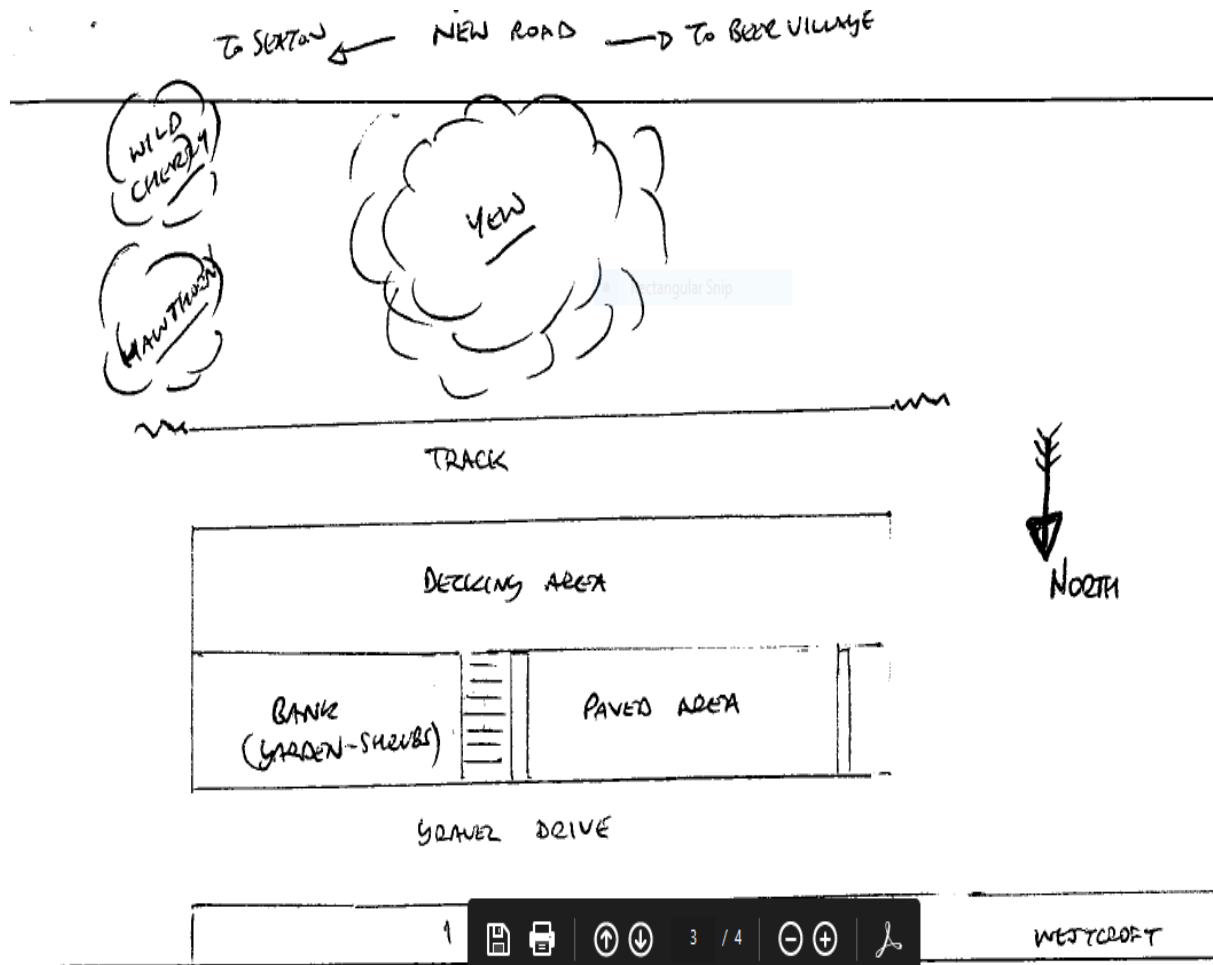 To SEATON ← NEW ROAD → To BEER VILLAGE
WILD
CHERRY
YEW
HAWTHORN
Rectangular Snip
TRACK
NORTH
DECKING AREA
BANK
(GARDEN-SHRUBS)
PAVED AREA
GRAVEL DRIVE
1
3 / 4
WESTCROFT